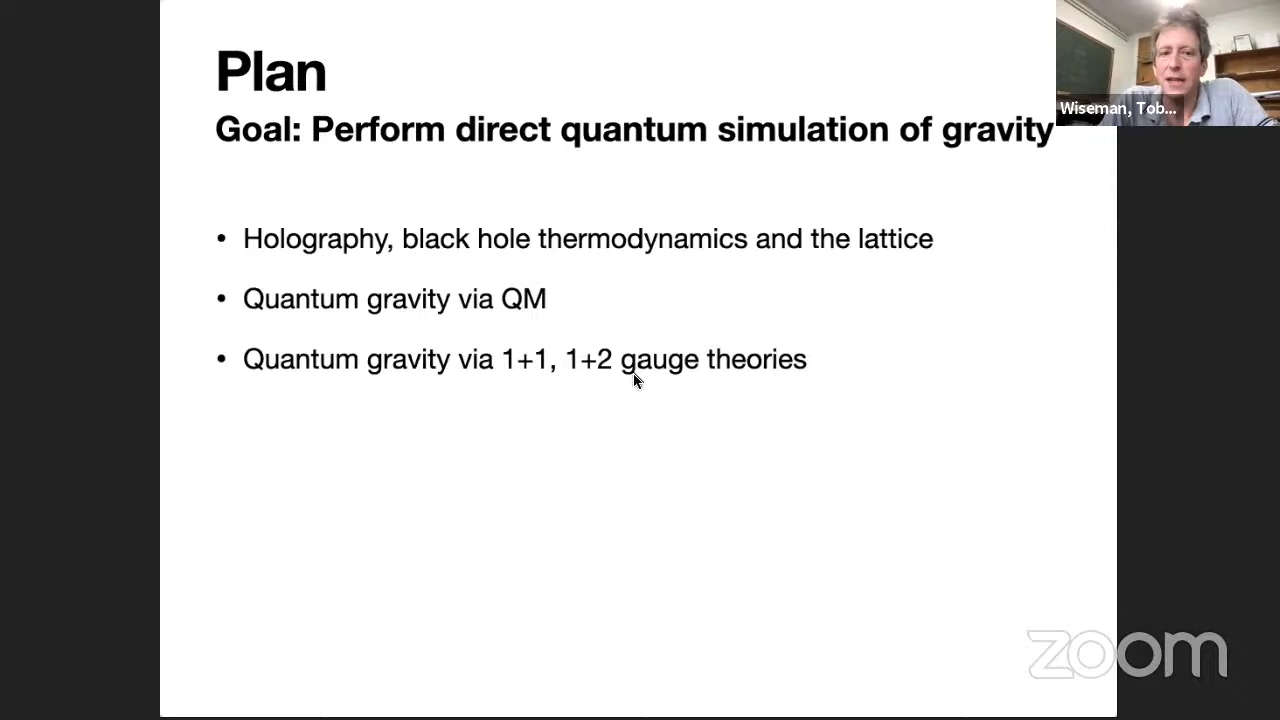 Plan
Goal: Perform direct quantum simulation of gravity
Wiseman, Tob...
• Holography, black hole thermodynamics and the lattice
• Quantum gravity via QM
• Quantum gravity via 1+1, 1+2 gauge theories
zoom